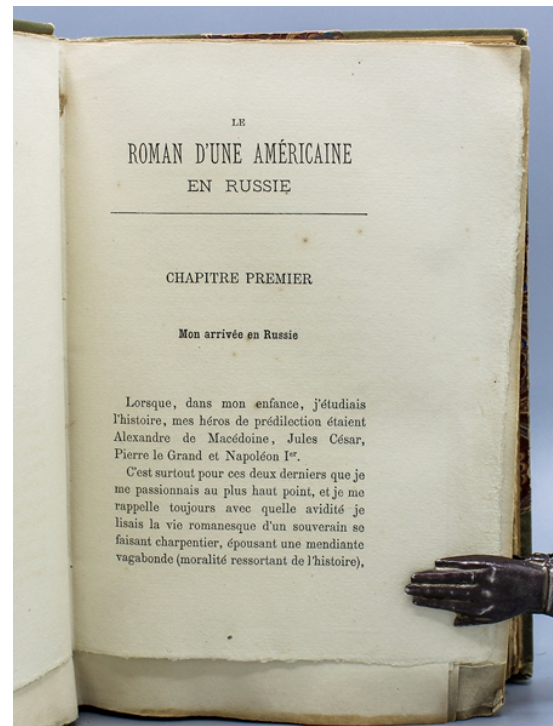 LE
ROMAN D'UNE AMÉRICAINE
EN RUSSIE
CHAPITRE PREMIER
Mon arrivée en Russie
Lorsque, dans mon enfance, j'étudiais
l'histoire, mes héros de prédilection étaient
Alexandre de Macédoine, Jules César,
Pierre le Grand et Napoléon Ier.
C'est surtout pour ces deux derniers que je
me passionnais au plus haut point, et je me
rappelle toujours avec quelle avidité je
lisais la vie romanesque d'un souverain se
faisant charpentier, épousant une mendiante
vagabonde (moralité ressortant de l'histoire),